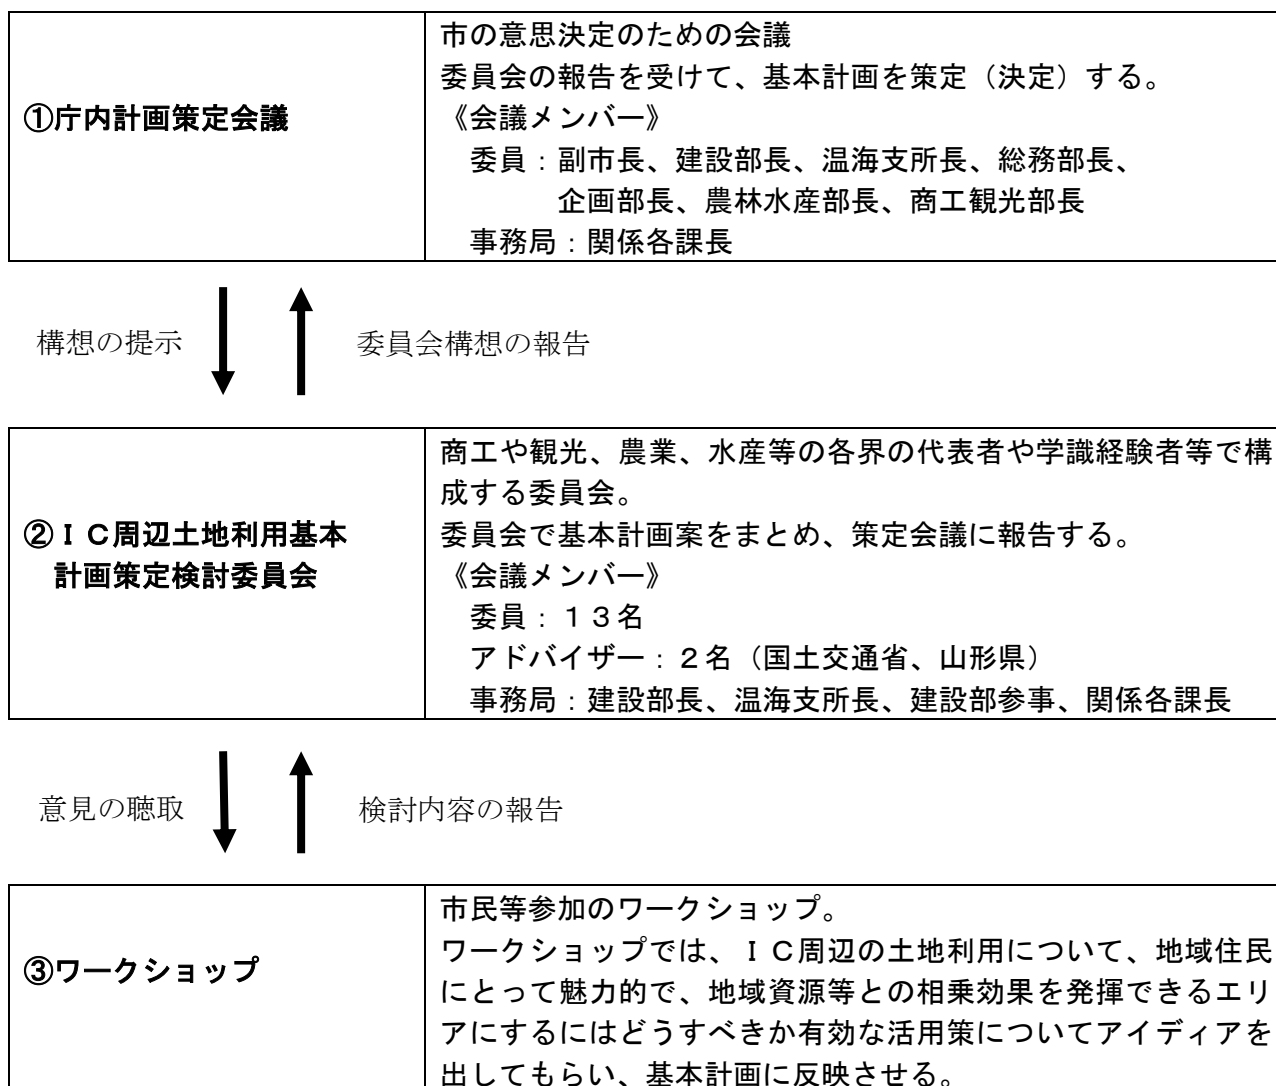 市の意思決定のための会議
委員会の報告を受けて、基本計画を策定（決定）する。
①庁内計画策定会議
《会議メンバー》
委員：副市長、建設部長、温海支所長、総務部長、
企画部長、農林水産部長、商工観光部長
事務局：関係各課長
構想の提示
委員会構想の報告
商工や観光、農業、水産等の各界の代表者や学識経験者等で構
成する委員会。
②ＩＣ周辺土地利用基本
計画策定検討委員会
委員会で基本計画案をまとめ、策定会議に報告する。
《会議メンバー》
委員：１３名
アドバイザー：２名（国土交通省、山形県）
事務局：建設部長、温海支所長、建設部参事、関係各課長
意見の聴取
検討内容の報告
③ワークショップ
市民等参加のワークショップ。
ワークショップでは、ＩＣ周辺の土地利用について、地域住民
にとって魅力的で、地域資源等との相乗効果を発揮できるエリ
アにするにはどうすべきか有効な活用策についてアイディアを
出してもらい、基本計画に反映させる。